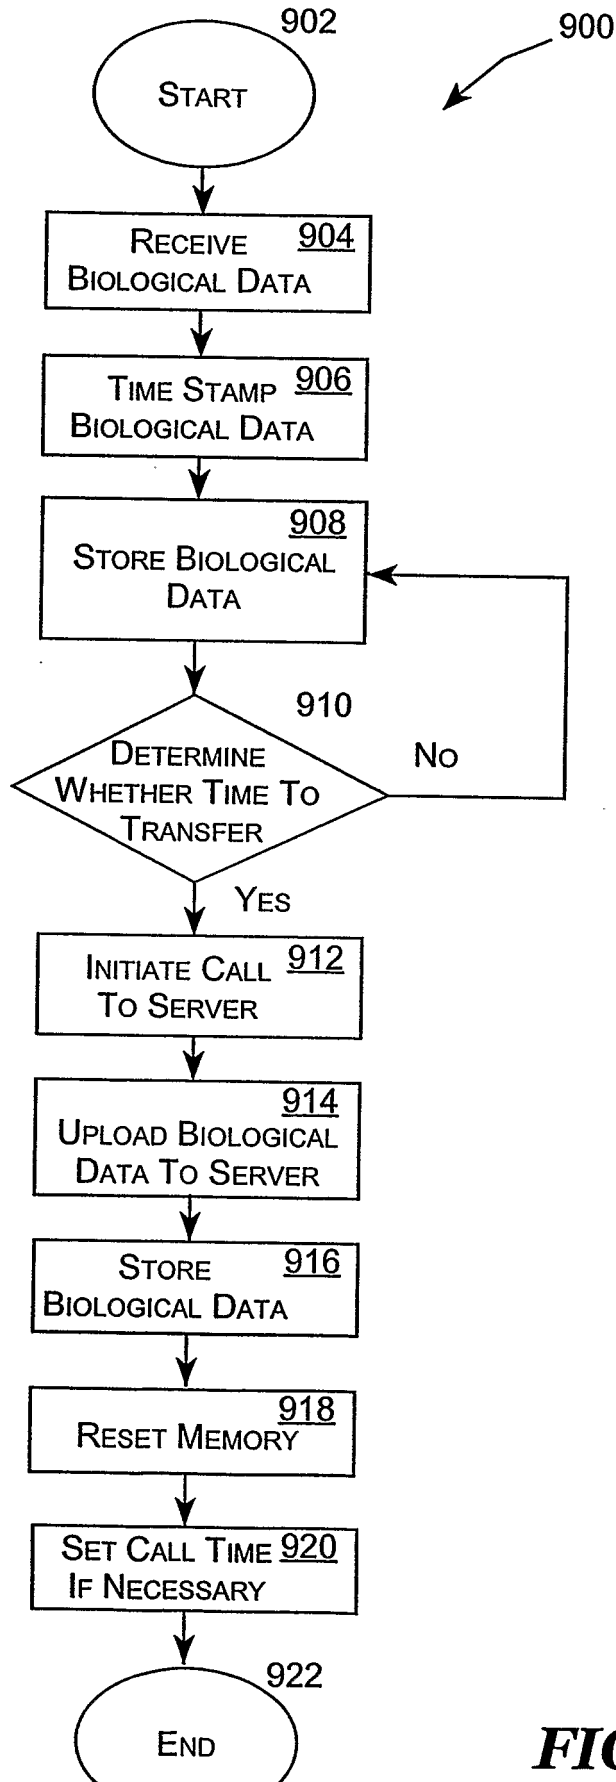 902
900
START
RECEIVE 904
BIOLOGICAL DATA
TIME STAMP 906
BIOLOGICAL DATA
908
STORE BIOLOGICAL
DATA
910
DETERMINE
WHETHER TIME TO
TRANSFER
NO
YES
INITIATE CALL 912
TO SERVER
914
UPLOAD BIOLOGICAL
DATA TO SERVER
STORE 916
BIOLOGICAL DATA
918
RESET MEMORY
SET CALL TIME 920
IF NECESSARY
922
END